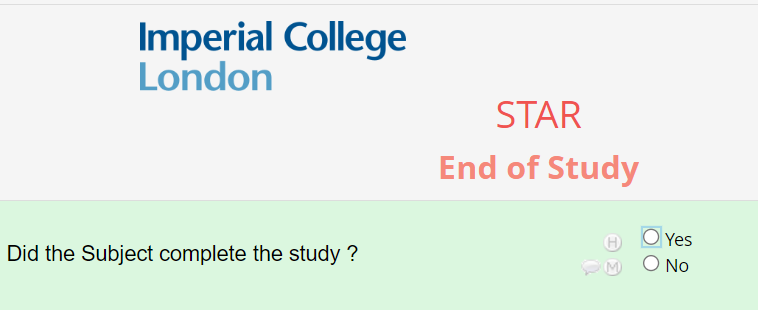 Imperial College
London
STAR
End of Study
Did the Subject complete the study ?
H
Yes
M
No